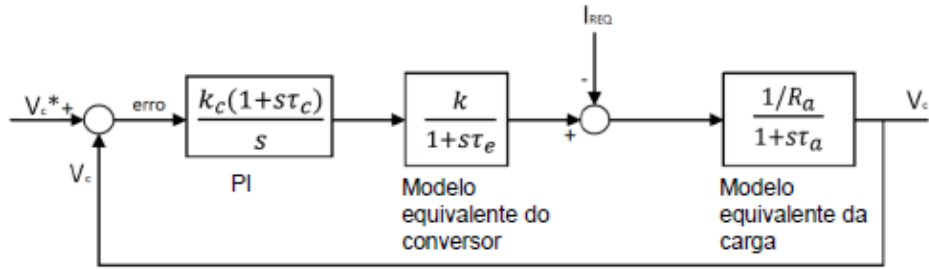 I_REQ
-
V_c*+
erro
k_c(1+sτ_c)
s
k
1+sτ_e
+
1/R_a
1+sτ_a
V_c
V_c
PI
Modelo
equivalente do
conversor
Modelo
equivalente da
carga